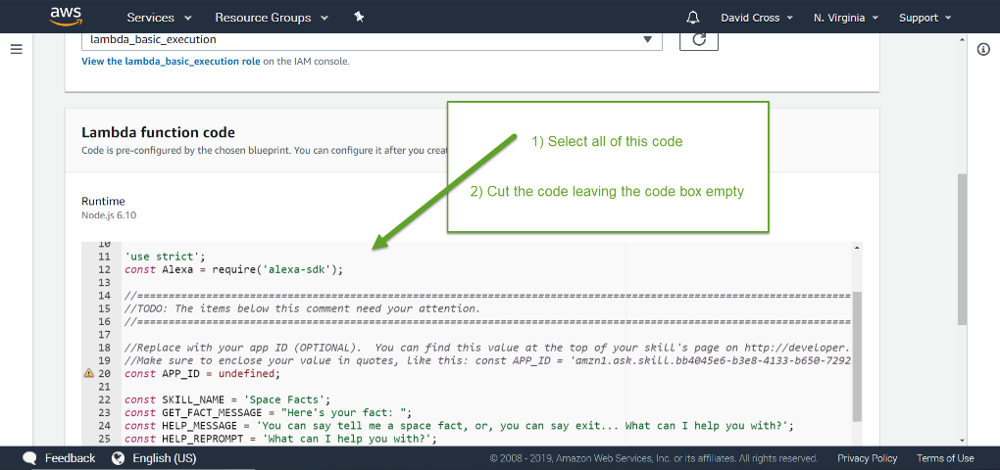 aws Services Resource Groups David Cross N. Virginia Support
lambda_basic_execution
View the lambda_basic_execution role on the IAM console.
Lambda function code
Code is pre-configured by the chosen blueprint. You can configure it after you crea
1) Select all of this code
2) Cut the code leaving the code box empty
Runtime
Node.js 6.10
10
11 'use strict';
12 const Alexa = require('alexa-sdk');
13
14 //=========================================================================================================================================
15 //TODO: The items below this comment need your attention.
16 //=========================================================================================================================================
17
18 //Replace with your app ID (OPTIONAL).  You can find this value at the top of your skill's page on http://developer.
19 //Make sure to enclose your value in quotes, like this: const APP_ID = 'amzn1.ask.skill.bb4045e6-b3e8-4133-b650-7292
20 const APP_ID = undefined;
21
22 const SKILL_NAME = 'Space Facts';
23 const GET_FACT_MESSAGE = "Here's your fact: ";
24 const HELP_MESSAGE = 'You can say tell me a space fact, or, you can say exit... What can I help you with?';
25 const HELP_REPROMPT = 'What can I help you with?';
Feedback English (US) © 2008 - 2019, Amazon Web Services, Inc. or its affiliates. All rights reserved. Privacy Policy Terms of Use